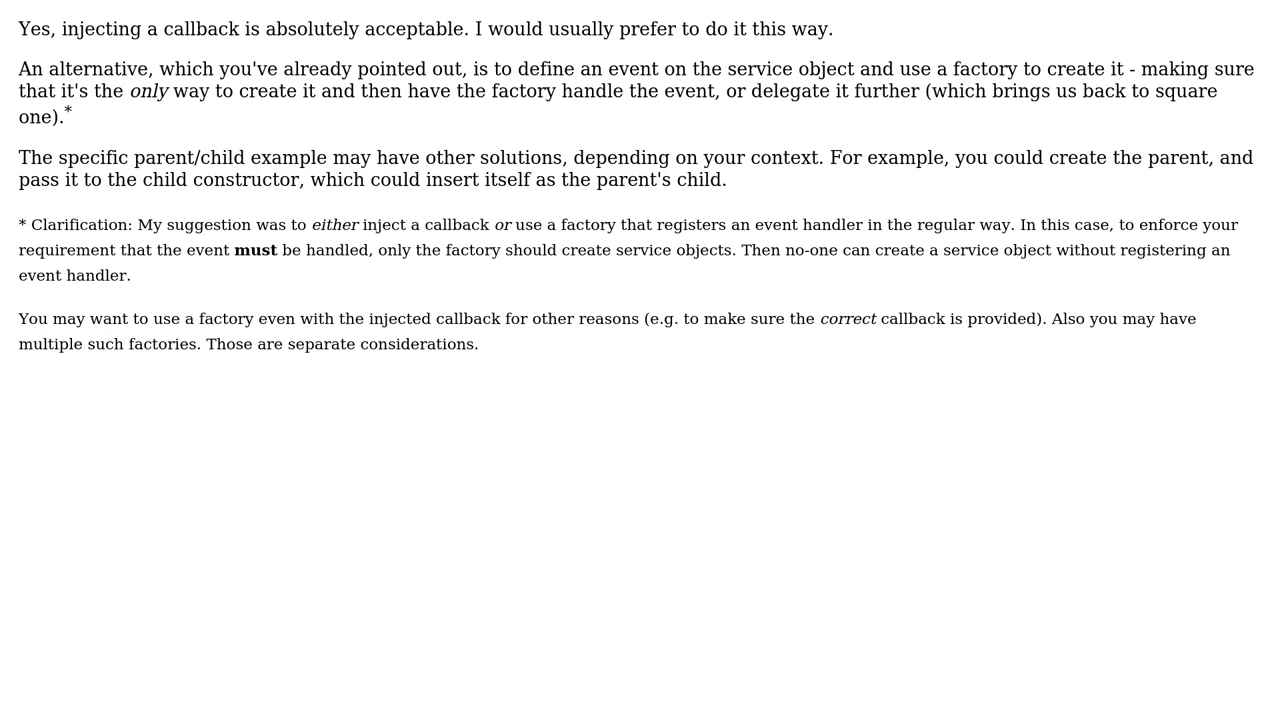 Yes, injecting a callback is absolutely acceptable. I would usually prefer to do it this way.
An alternative, which you've already pointed out, is to define an event on the service object and use a factory to create it - making sure
that it's the only way to create it and then have the factory handle the event, or delegate it further (which brings us back to square
one).*
The specific parent/child example may have other solutions, depending on your context. For example, you could create the parent, and
pass it to the child constructor, which could insert itself as the parent's child.
* Clarification: My suggestion was to either inject a callback or use a factory that registers an event handler in the regular way. In this case, to enforce your
requirement that the event must be handled, only the factory should create service objects. Then no-one can create a service object without registering an
event handler.
You may want to use a factory even with the injected callback for other reasons (e.g. to make sure the correct callback is provided). Also you may have
multiple such factories. Those are separate considerations.